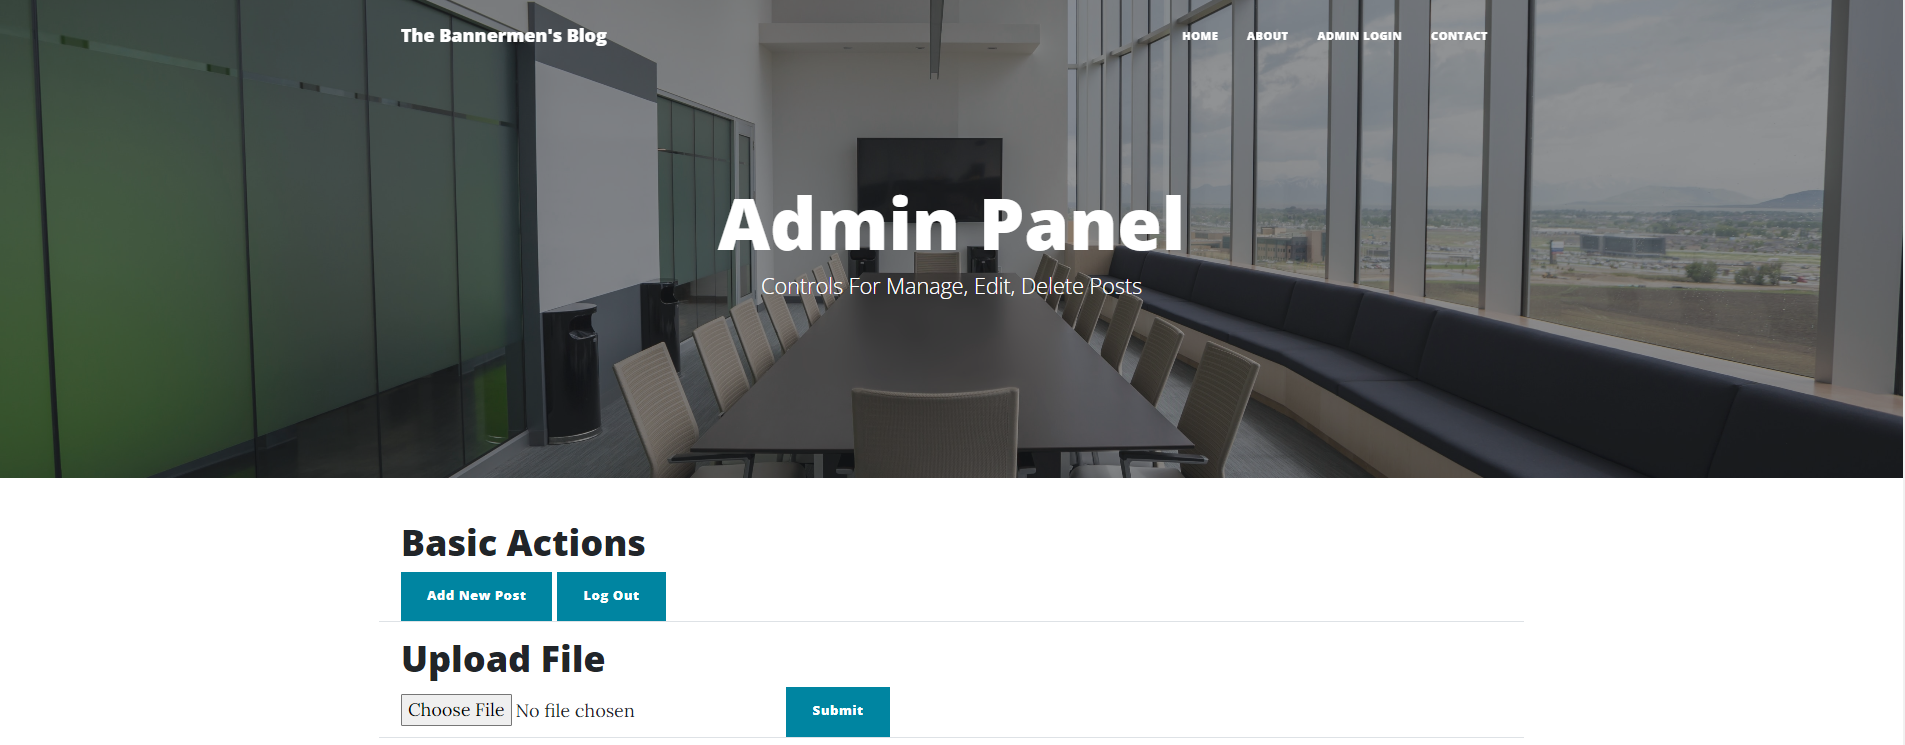 The Bannermen's Blog
HOME ABOUT ADMIN LOGIN CONTACT
Admin Panel
Controls For Manage, Edit, Delete Posts
Basic Actions
Add New Post Log Out
Upload File
Choose File No file chosen Submit